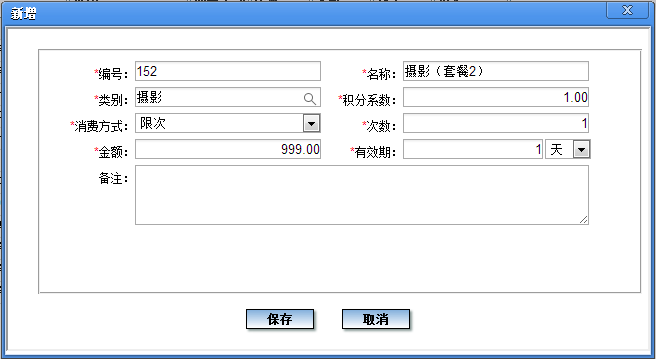 新增
*编号： 152 *名称： 摄影（套餐2）
*类别： 摄影 *积分系数： 1.00
*消费方式： 限次 *次数： 1
*金额： 999.00 *有效期： 1 天
备注：
保存 取消